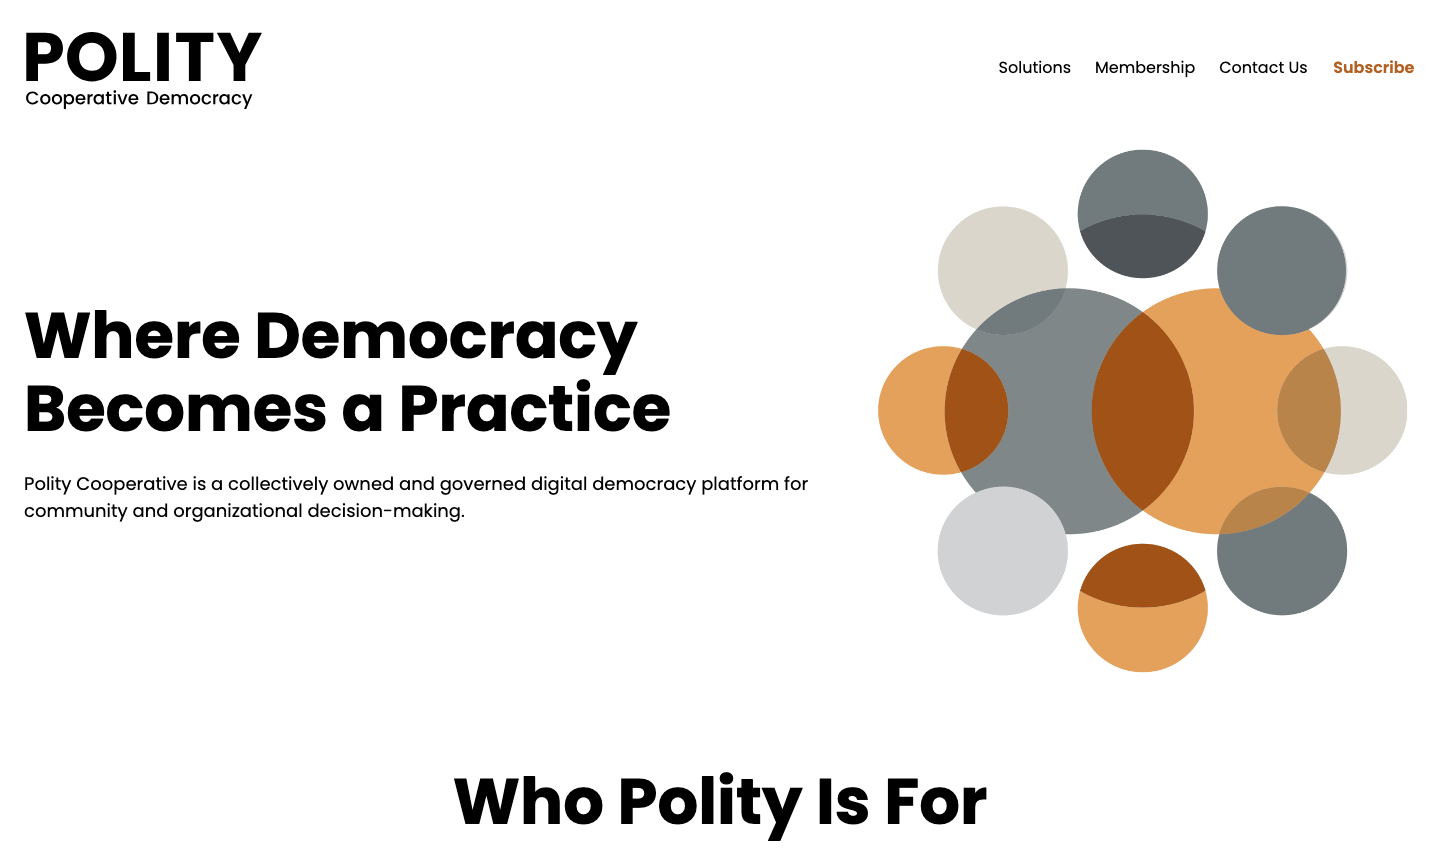 POLITY
Cooperative Democracy
Solutions Membership Contact Us Subscribe
Where Democracy
Becomes a Practice
Polity Cooperative is a collectively owned and governed digital democracy platform for
community and organizational decision-making.
Who Polity Is For